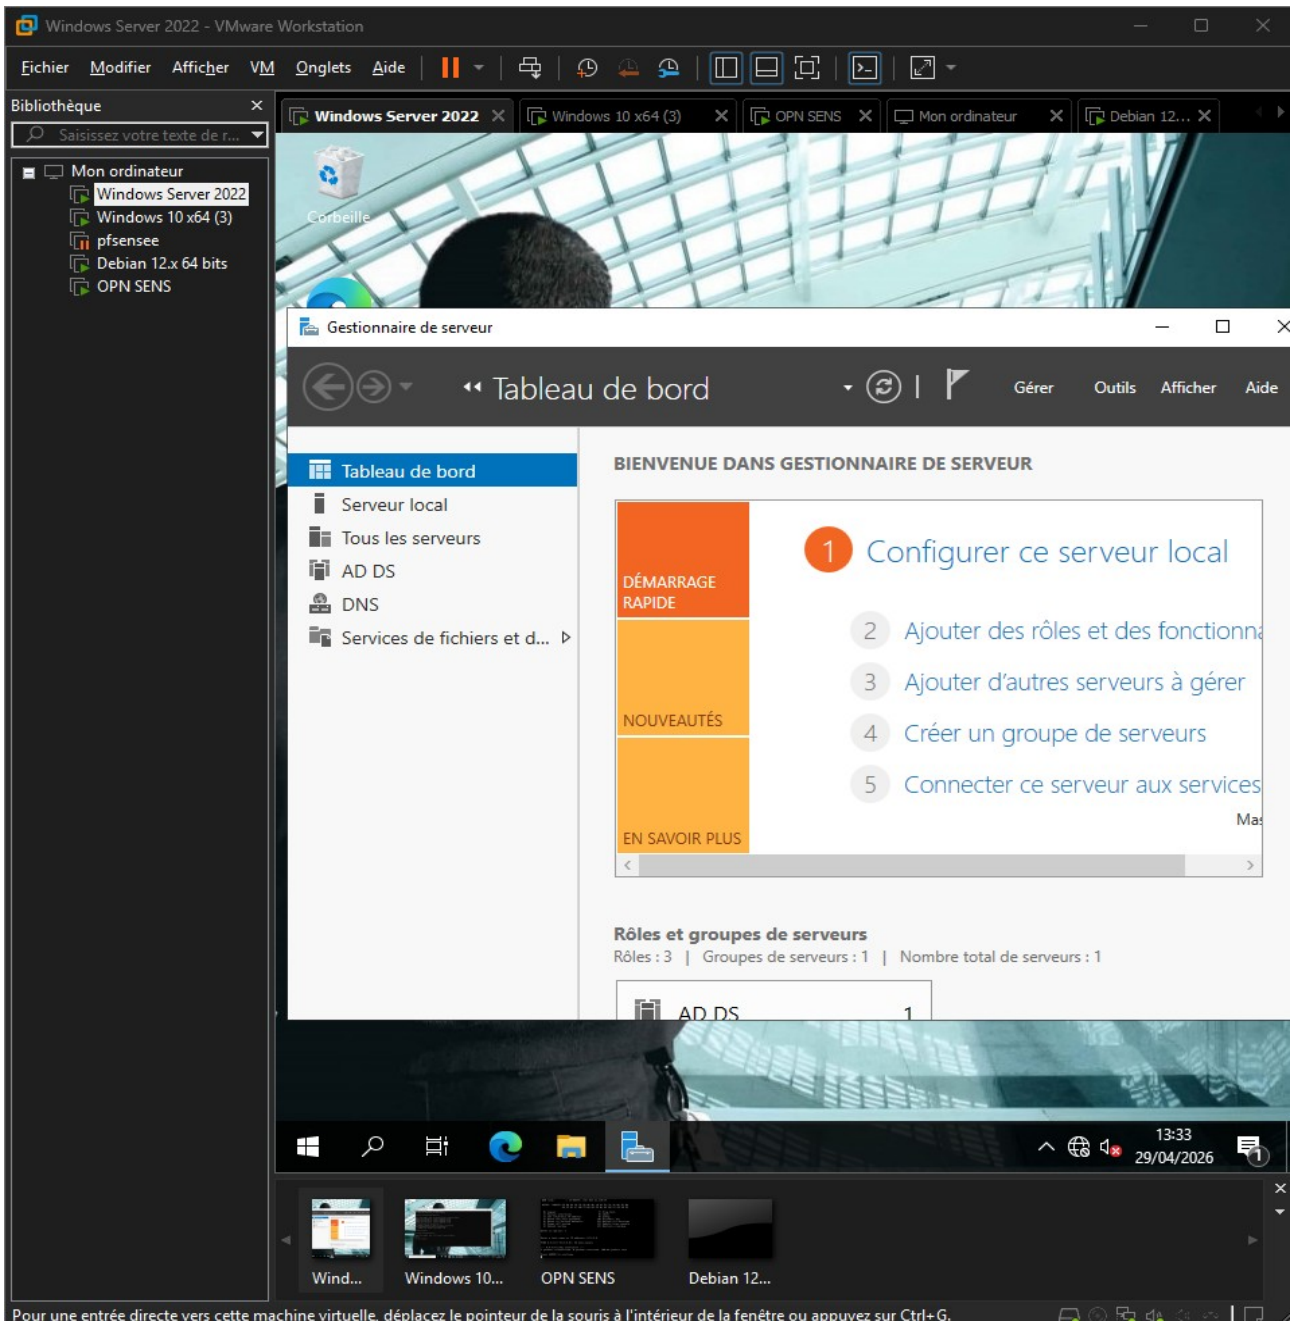 Windows Server 2022 - VMware Workstation
Fichier Modifier Afficher VM Onglets Aide
Bibliothèque
Saisissez votre texte de r...
Windows Server 2022 Windows 10 x64 (3) OPN SENS Mon ordinateur Debian 12...
Mon ordinateur
Windows Server 2022
Windows 10 x64 (3)
pfsensee
Debian 12.x 64 bits
OPN SENS
Corbeille
Gestionnaire de serveur
Tableau de bord
Gérer Outils Afficher Aide
Tableau de bord
Serveur local
Tous les serveurs
AD DS
DNS
Services de fichiers et d...
BIENVENUE DANS GESTIONNAIRE DE SERVEUR
DÉMARRAGE
RAPIDE
NOUVEAUTÉS
EN SAVOIR PLUS
1 Configurer ce serveur local
2 Ajouter des rôles et des fonctionna
3 Ajouter d'autres serveurs à gérer
4 Créer un groupe de serveurs
5 Connecter ce serveur aux services
Mas
Rôles et groupes de serveurs
Rôles : 3 | Groupes de serveurs : 1 | Nombre total de serveurs : 1
AD DS 1
13:33
29/04/2026
1
Wind... Windows 10... OPN SENS Debian 12...
Pour une entrée directe vers cette machine virtuelle, déplacez le pointeur de la souris à l'intérieur de la fenêtre ou appuyez sur Ctrl+G.